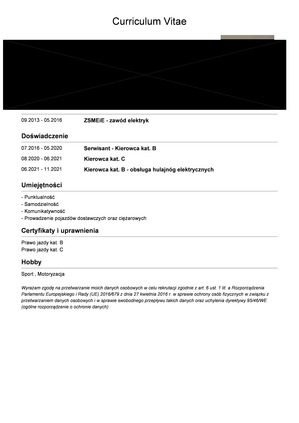 Curriculum Vitae
09.2013 - 05.2016 ZSMEiE - zawód elektryk
Doświadczenie
07.2016 - 05.2020 Serwisant - Kierowca kat. B
08.2020 - 06.2021 Kierowca kat. C
06.2021 - 11.2021 Kierowca kat. B - obsługa hulajnóg elektrycznych
Umiejętności
- Punktualność
- Samodzielność
- Komunikatywność
- Prowadzenie pojazdów dostawczych oraz ciężarowych
Certyfikaty i uprawnienia
Prawo jazdy kat. B
Prawo jazdy kat. C
Hobby
Sport , Motoryzacja
Wyrażam zgodę na przetwarzanie moich danych osobowych w celu rekrutacji zgodnie z art. 6 ust. 1 lit. a Rozporządzenia
Parlamentu Europejskiego i Rady (UE) 2016/679 z dnia 27 kwietnia 2016 r. w sprawie ochrony osób fizycznych w związku z
przetwarzaniem danych osobowych i w sprawie swobodnego przepływu takich danych oraz uchylenia dyrektywy 95/46/WE
(ogólne rozporządzenie o ochronie danych)